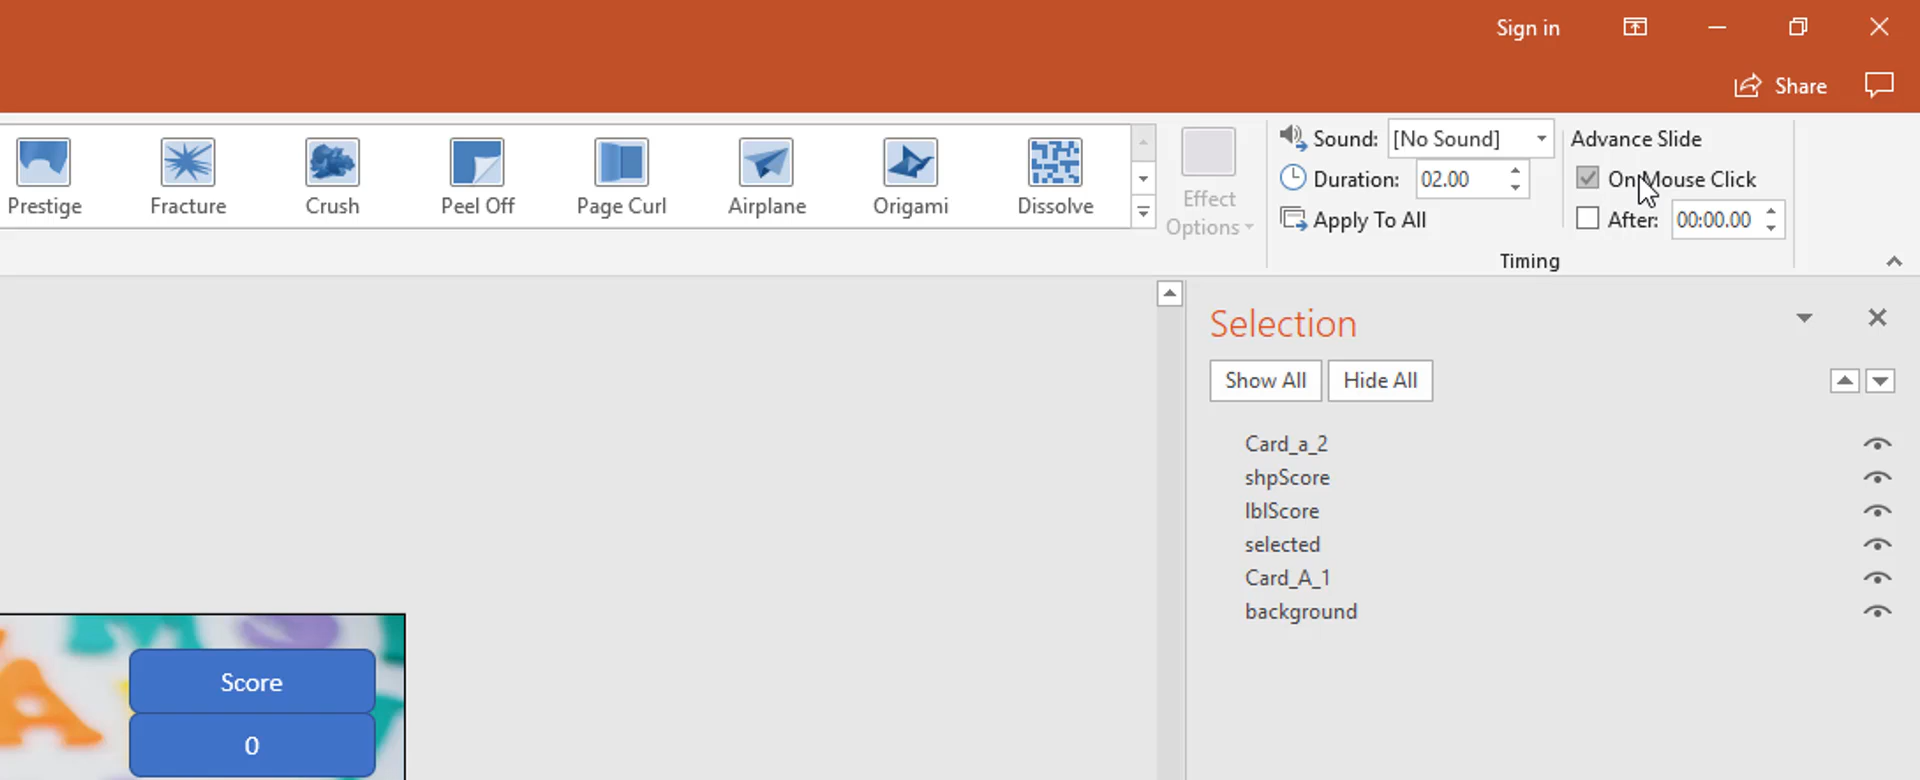 Sign in
Share
Prestige
Fracture
Crush
Peel Off
Page Curl
Airplane
Origami
Dissolve
Effect
Options
Sound: [No Sound]
Duration: 02.00
Apply To All
Advance Slide
On Mouse Click
After: 00:00.00
Timing
Selection
Show All
Hide All
Card_a_2
shpScore
lblScore
selected
Card_A_1
background
Score
0